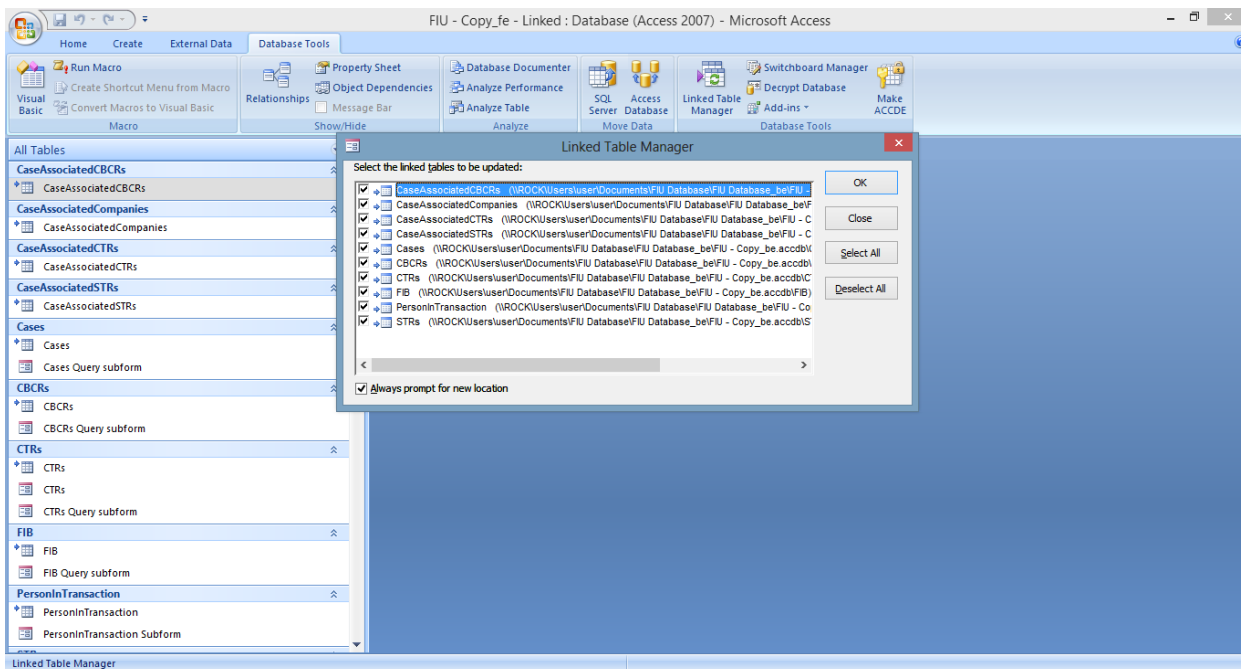 FIU - Copy_fe - Linked : Database (Access 2007) - Microsoft Access
Home Create External Data Database Tools
Visual Basic
Run Macro
Create Shortcut Menu from Macro
Convert Macros to Visual Basic
Macro
Relationships
Property Sheet
Object Dependencies
Message Bar
Show/Hide
Database Documenter
Analyze Performance
Analyze Table
Analyze
SQL Server
Access Database
Move Data
Linked Table Manager
Switchboard Manager
Decrypt Database
Add-ins
Make ACCDE
Database Tools
All Tables
CaseAssociatedCBCRs
CaseAssociatedCBCRs
CaseAssociatedCompanies
CaseAssociatedCompanies
CaseAssociatedCTRs
CaseAssociatedCTRs
CaseAssociatedSTRs
CaseAssociatedSTRs
Cases
Cases
Cases Query subform
CBCRs
CBCRs
CBCRs Query subform
CTRs
CTRs
CTRs
CTRs Query subform
FIB
FIB
FIB Query subform
PersonInTransaction
PersonInTransaction
PersonInTransaction Subform
Linked Table Manager
Select the linked tables to be updated:
CaseAssociatedCBCRs (\\ROCK\Users\user\Documents\FIU Database\FIU Database_be\FIU -
CaseAssociatedCompanies (\\ROCK\Users\user\Documents\FIU Database\FIU Database_be\F
CaseAssociatedCTRs (\\ROCK\Users\user\Documents\FIU Database\FIU Database_be\FIU - C
CaseAssociatedSTRs (\\ROCK\Users\user\Documents\FIU Database\FIU Database_be\FIU - C
Cases (\\ROCK\Users\user\Documents\FIU Database\FIU Database_be\FIU - Copy_be.accdb\
CBCRs (\\ROCK\Users\user\Documents\FIU Database\FIU Database_be\FIU - Copy_be.accdb\
CTRs (\\ROCK\Users\user\Documents\FIU Database\FIU Database_be\FIU - Copy_be.accdb\C
FIB (\\ROCK\Users\user\Documents\FIU Database\FIU Database_be\FIU - Copy_be.accdb\FIB)
PersonInTransaction (\\ROCK\Users\user\Documents\FIU Database\FIU Database_be\FIU - Co
STRs (\\ROCK\Users\user\Documents\FIU Database\FIU Database_be\FIU - Copy_be.accdb\S
Always prompt for new location
OK
Close
Select All
Deselect All
Linked Table Manager